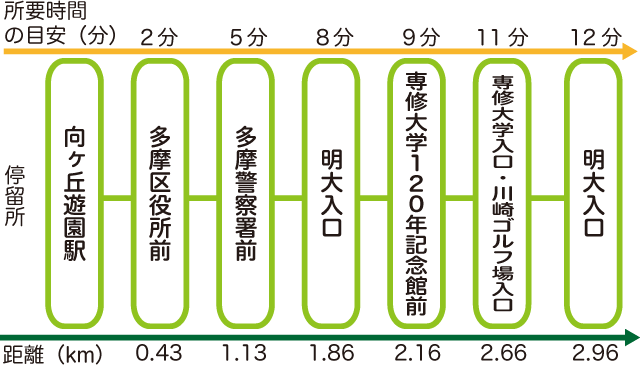 所要時間
の目安（分）
2分
5分
8分
9分
11分
12分
停留所
向ヶ丘遊園駅
多摩区役所前
多摩警察署前
明大入口
専修大学120年記念館前
専修大学入口・川崎ゴルフ場入口
明大入口
距離（km）
0.43
1.13
1.86
2.16
2.66
2.96